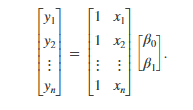 y₁ 1 x₁
y₂ = 1 x₂ β₀
⋮ ⋮ ⋮ β₁ .
yₙ 1 xₙ